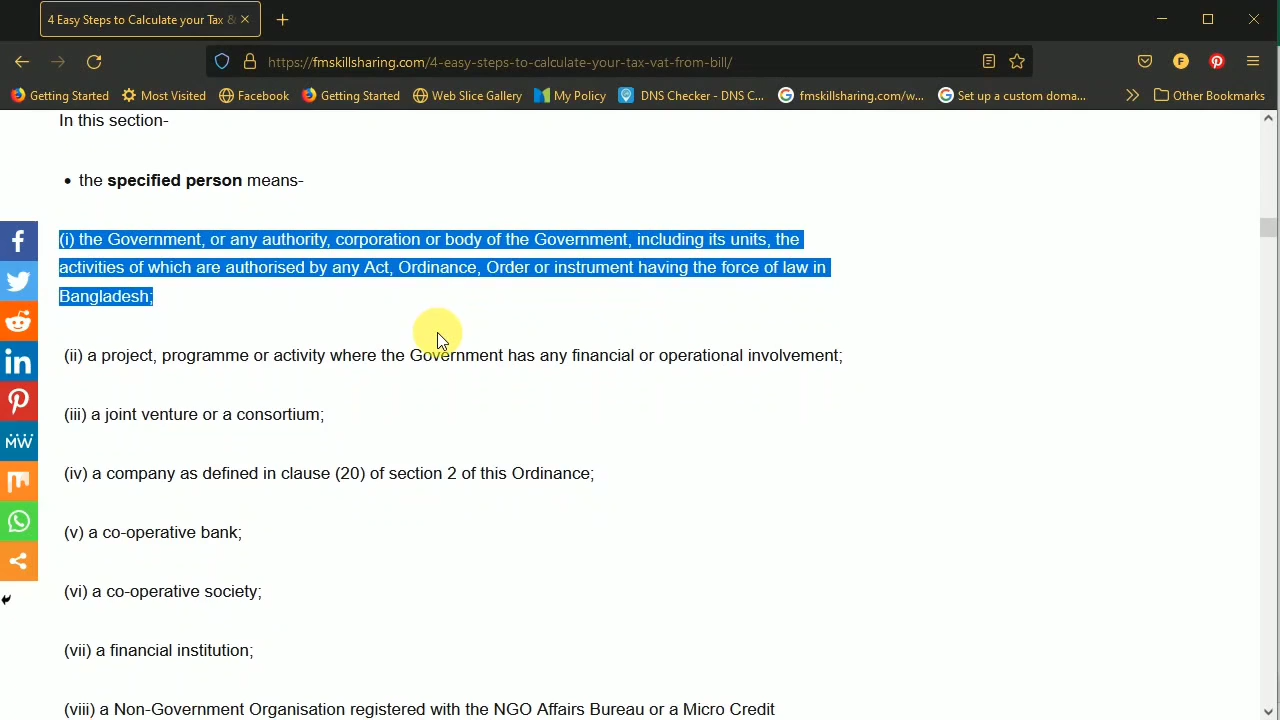 4 Easy Steps to Calculate your Tax &
https://fmskillsharing.com/4-easy-steps-to-calculate-your-tax-vat-from-bill/
F
Getting Started Most Visited Facebook Getting Started Web Slice Gallery My Policy DNS Checker - DNS C... fmskillsharing.com/w... Set up a custom doma... Other Bookmarks
In this section-
• the specified person means-
(i) the Government, or any authority, corporation or body of the Government, including its units, the
activities of which are authorised by any Act, Ordinance, Order or instrument having the force of law in
Bangladesh;
(ii) a project, programme or activity where the Government has any financial or operational involvement;
(iii) a joint venture or a consortium;
(iv) a company as defined in clause (20) of section 2 of this Ordinance;
(v) a co-operative bank;
(vi) a co-operative society;
(vii) a financial institution;
(viii) a Non-Government Organisation registered with the NGO Affairs Bureau or a Micro Credit
MW